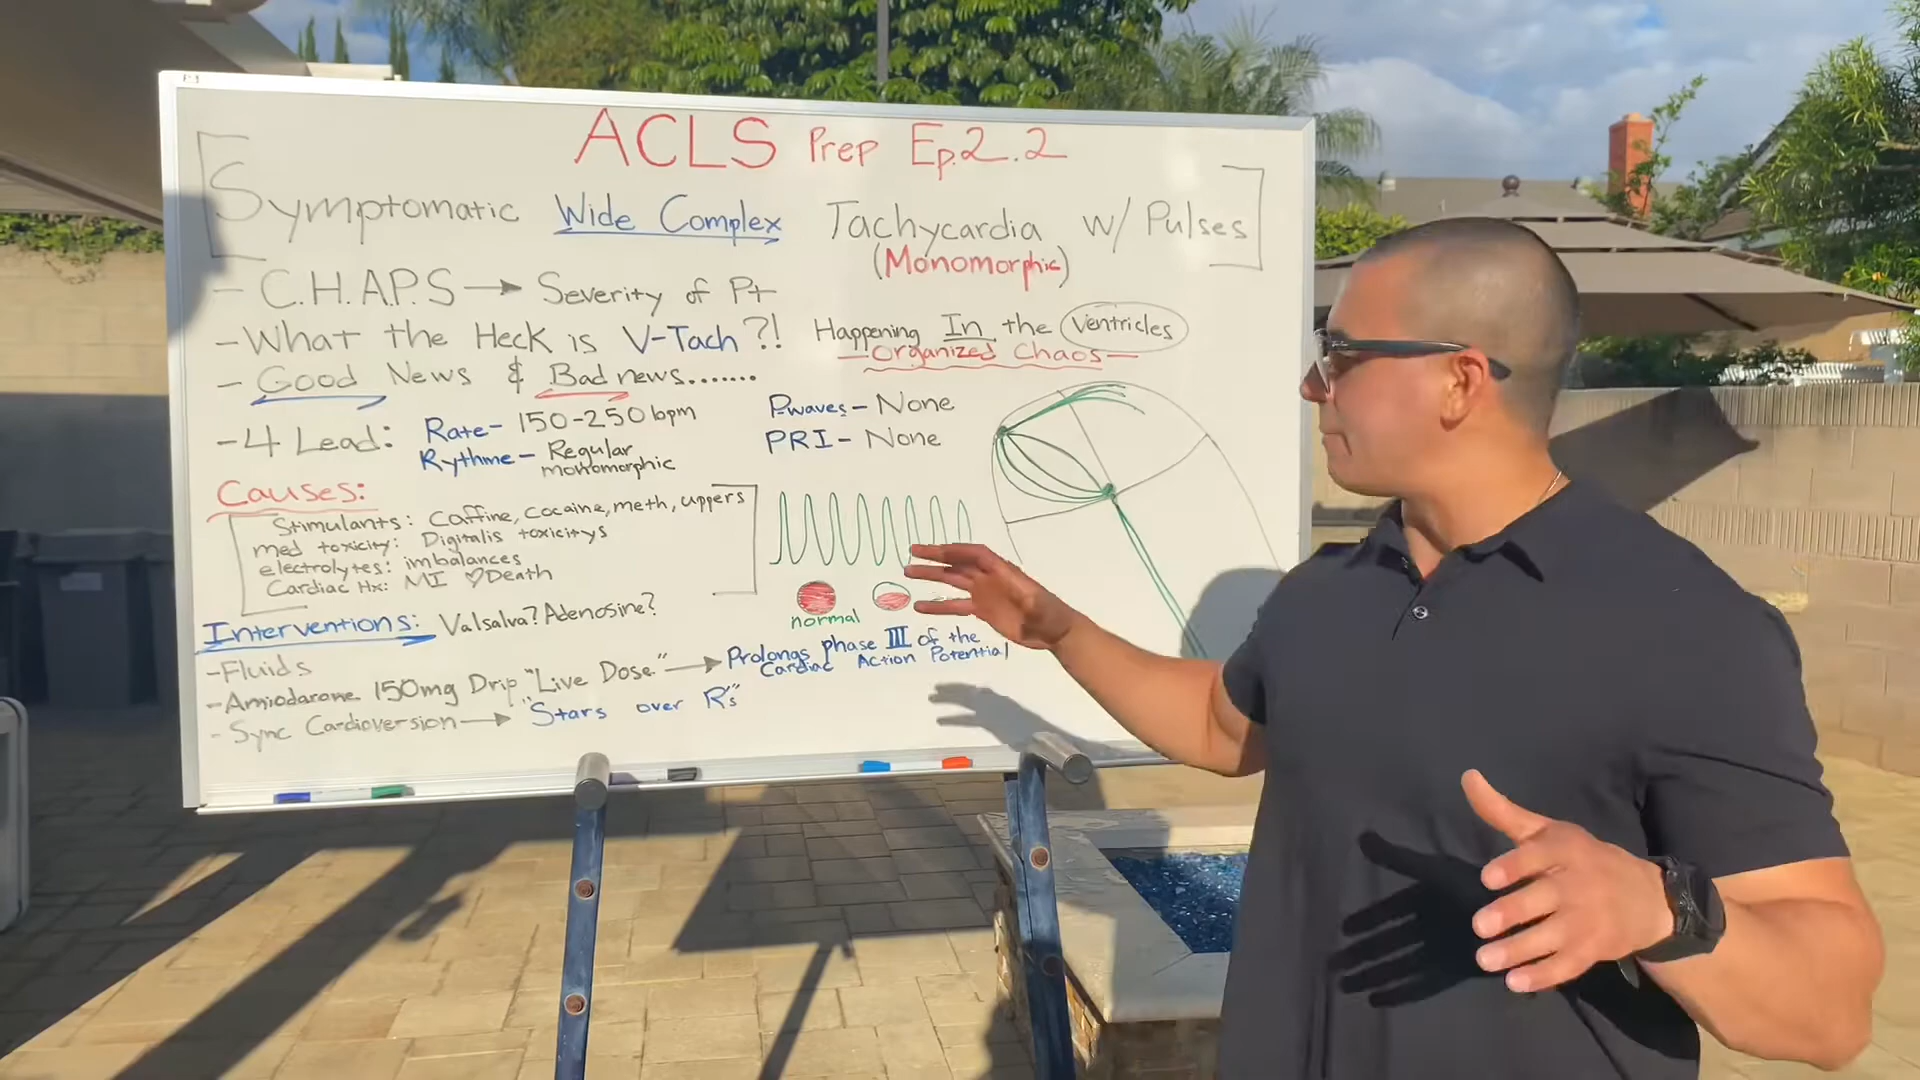 ACLS Prep Ep.2.2
Symptomatic Wide Complex Tachycardia w/ Pulses
(Monomorphic)
- C.H.A.P.S → Severity of Pt
- What the Heck is V-Tach?! Happening In the Ventricles
-Organized Chaos-
- Good News & Bad news.......
-4 Lead: Rate- 150-250 bpm
Rythme- Regular
monomorphic
Pwaves- None
PRI- None
Causes:
Stimulants: Caffine, cocaine, meth, uppers
med toxicity: Digitalis toxicitys
electrolytes: imbalances
Cardiac Hx: MI ♡Death
normal
Interventions: Valsalva? Adenosine?
-Fluids
-Amiodarone 150mg Drip "Live Dose" → Prolongs phase III of the
Cardiac Action Potential
- Sync Cardioversion → "Stars over R's"